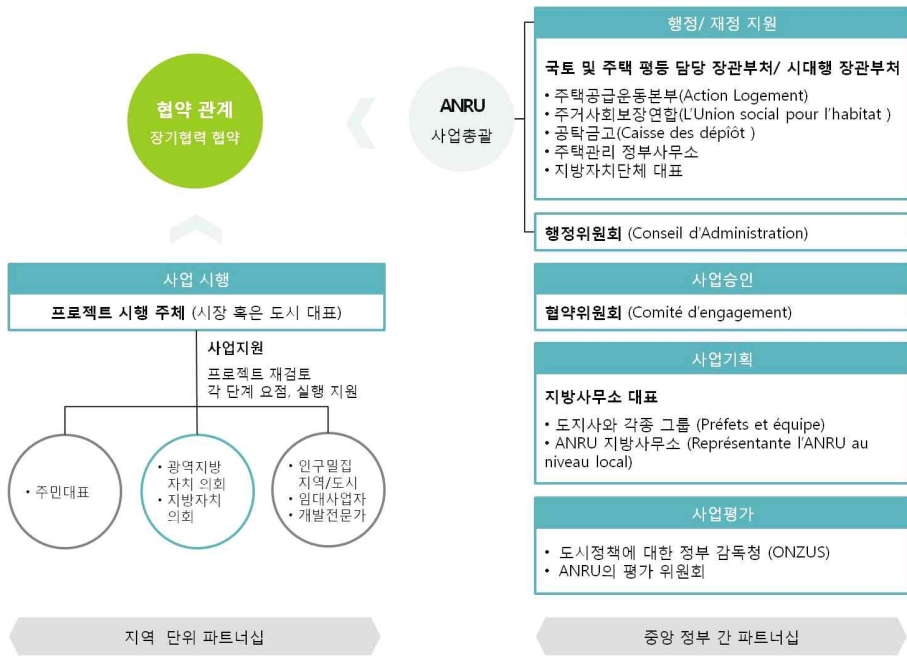 협약 관계
장기협력 협약
ANRU
사업총괄
행정/ 재정 지원
국토 및 주택 평등 담당 장관부처/ 시대행 장관부처
• 주택공급운동본부(Action Logement)
• 주거사회보장연합(L'Union social pour l'habitat )
• 공탁금고(Caisse des dépôt )
• 주택관리 정부사무소
• 지방자치단체 대표
행정위원회 (Conseil d'Administration)
사업 시행
프로젝트 시행 주체 (시장 혹은 도시 대표)
사업지원
프로젝트 재검토
각 단계 요점, 실행 지원
• 주민대표
• 광역지방
자치 의회
• 지방자치
의회
• 인구밀집
지역/도시
• 임대사업자
• 개발전문가
사업승인
협약위원회 (Comité d'engagement)
사업기획
지방사무소 대표
• 도지사와 각종 그룹 (Préfets et équipe)
• ANRU 지방사무소 (Représentante l'ANRU au
niveau local)
사업평가
• 도시정책에 대한 정부 감독청 (ONZUS)
• ANRU의 평가 위원회
지역 단위 파트너십
중앙 정부 간 파트너십